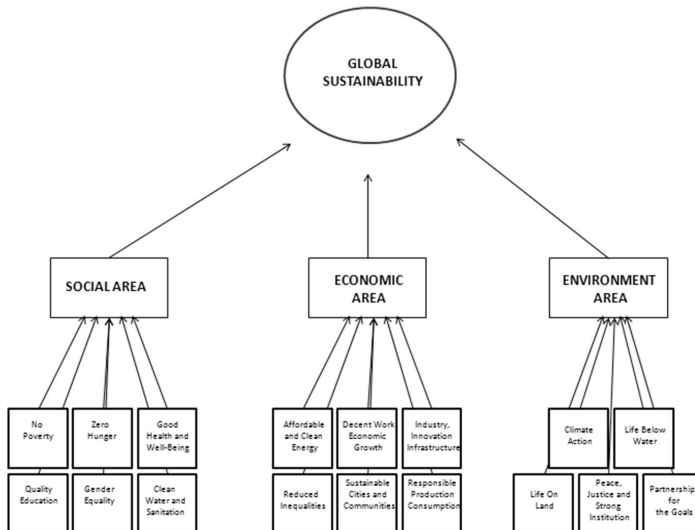 GLOBAL
SUSTAINABILITY
SOCIAL AREA
ECONOMIC
AREA
ENVIRONMENT
AREA
No
Poverty
Zero
Hunger
Good
Health and
Well-Being
Affordable
and Clean
Energy
Decent Work
Economic
Growth
Industry,
Innovation
Infrastructure
Climate
Action
Life Below
Water
Quality
Education
Gender
Equality
Clean
Water and
Sanitation
Reduced
Inequalities
Sustainable
Cities and
Communities
Responsible
Production
Consumption
Life On
Land
Peace,
Justice and
Strong
Institution
Partnership
for
the Goals